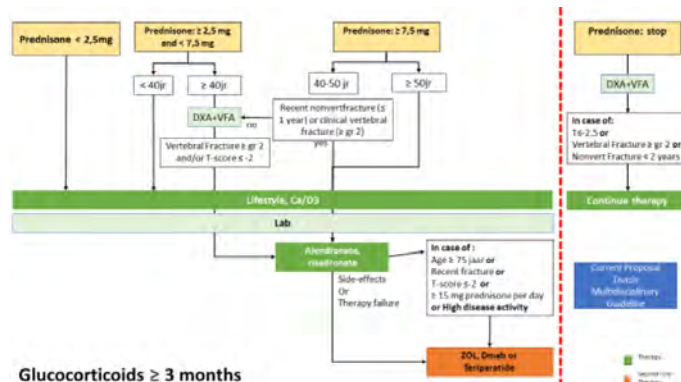 Prednisone < 2,5mg
Prednisone: ≥ 2,5 mg
and < 7,5mg
Prednisone: ≥ 7,5mg
Prednisone: stop
< 40jr
≥ 40jr
40-50 jr
≥ 50jr
DXA+VFA
DXA+VFA
Recent nonvertfracture (≤
1 year) or clinical vertebral
fracture (≥ gr 2)
no
yes
Vertebral Fracture ≥ gr 2
and/or T-score ≤ -2
In case of:
T≤-2.5 or
Vertebral Fracture ≥ gr 2 or
Nonvert Fracture < 2 years
Lifestyle, Ca/D3
Continue therapy
Lab
Alendronate,
risedronate
In case of :
Age ≥ 75 jaar or
Recent fracture or
T-score ≤-2 or
≥ 15 mg prednisone per day
or High disease activity
Side-effects
Or
Therapy failure
Current Proposal
Dutch
Multidisciplinary
Guideline
ZOL, Dmab or
Teriparatide
Glucocorticoids ≥ 3 months
Therapy